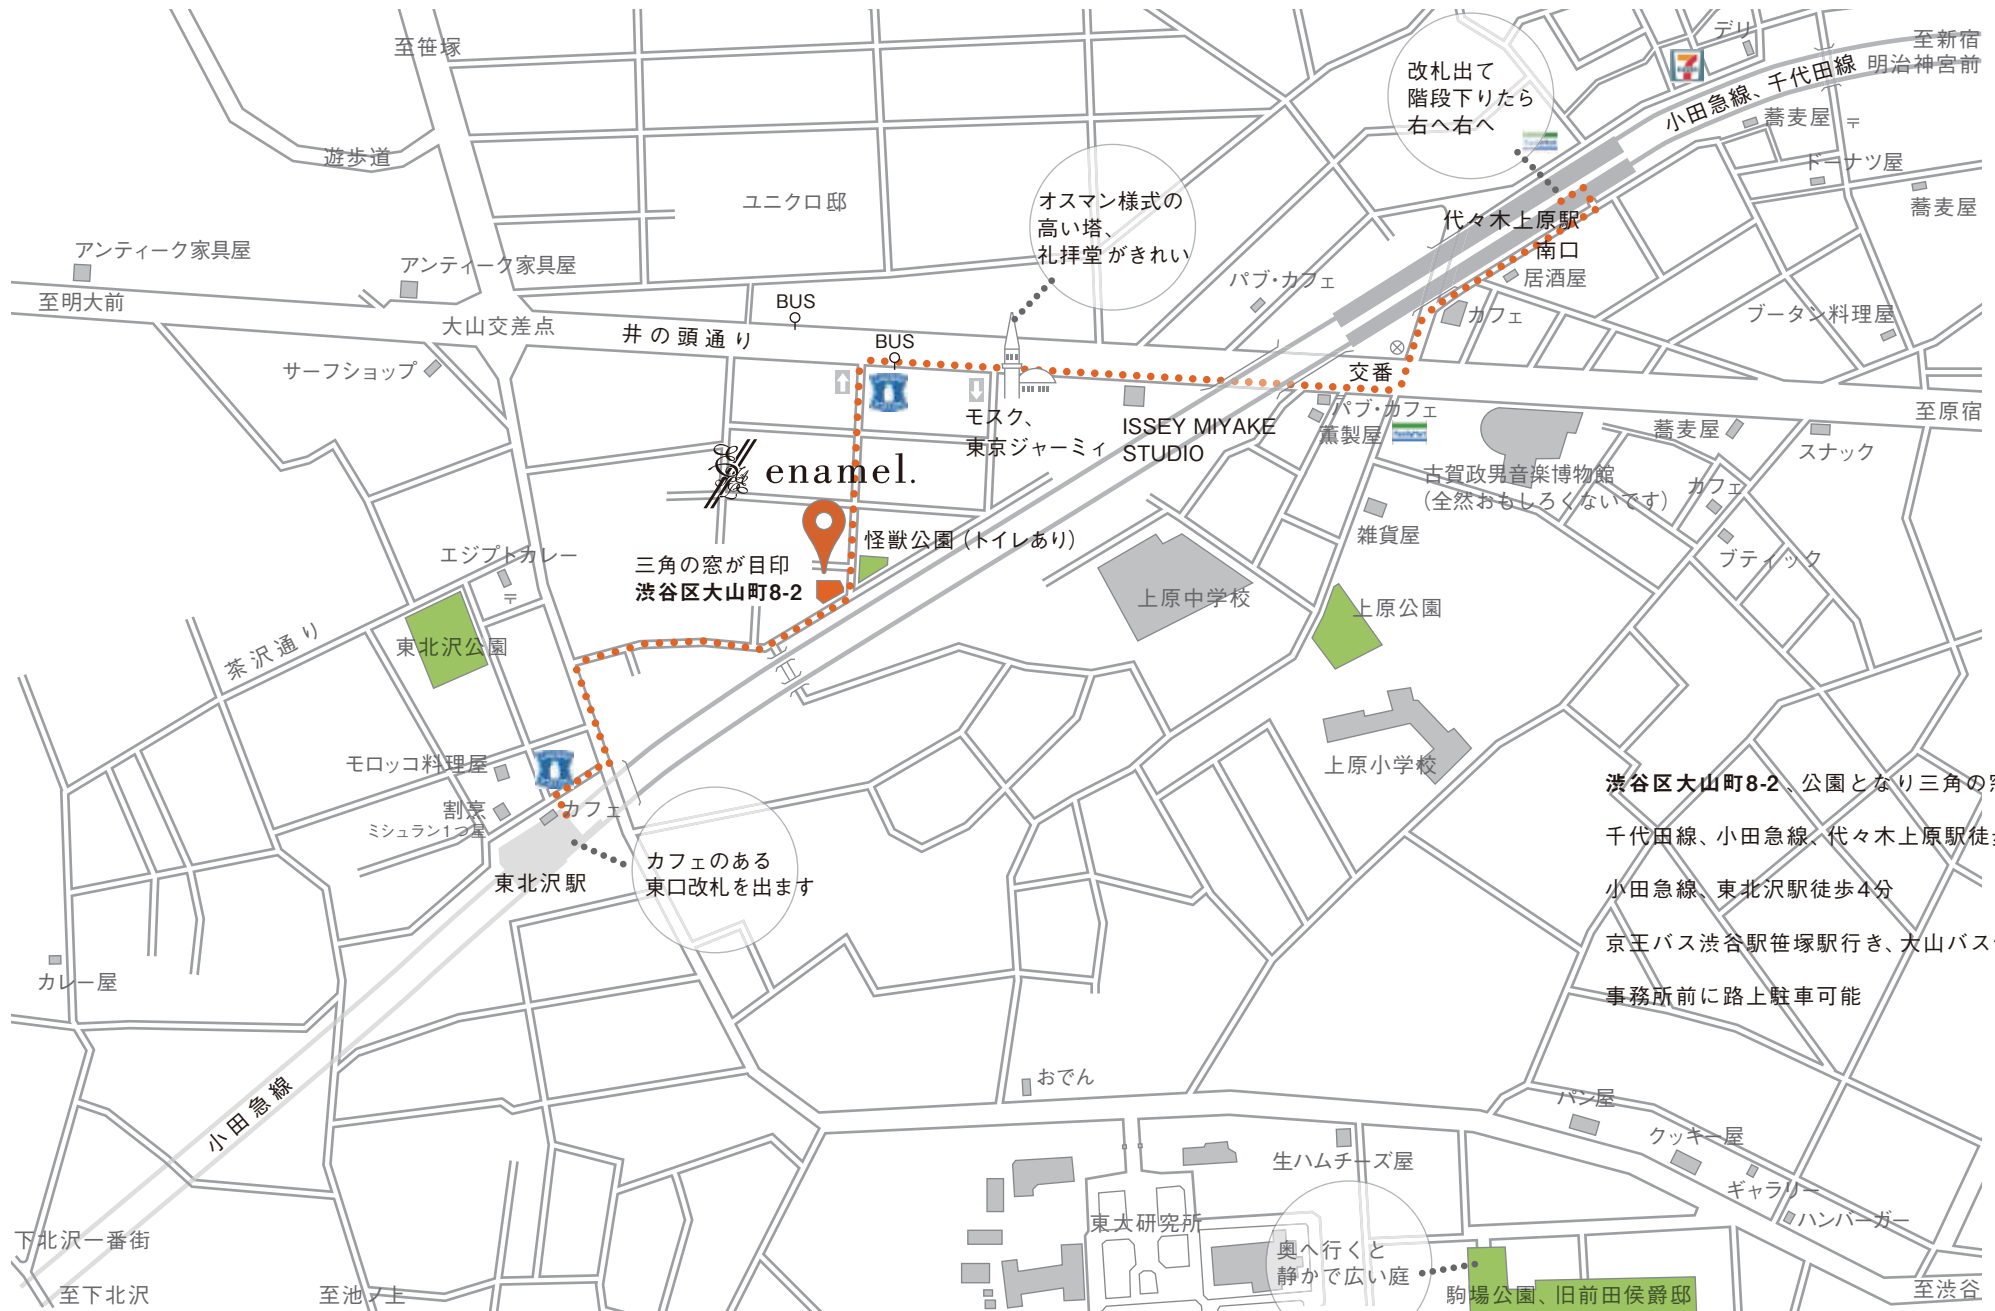 至笹塚
デリ
至新宿
明治神宮前
小田急線、千代田線
改札出て
階段下りたら
右へ右へ
蕎麦屋
〒
遊歩道
ドーナツ屋
ユニクロ邸
オスマン様式の
高い塔、
礼拝堂がきれい
蕎麦屋
代々木上原駅
南口
アンティーク家具屋
アンティーク家具屋
パブ・カフェ
居酒屋
至明大前
BUS
カフェ
ブータン料理屋
大山交差点
井の頭通り
BUS
サーフショップ
交番
モスク、
東京ジャーミィ
ISSEY MIYAKE
STUDIO
パブ・カフェ
薫製屋
至原宿
蕎麦屋
スナック
enamel.
古賀政男音楽博物館
（全然おもしろくないです）
カフェ
雑貨屋
ブティック
エジプトカレー
〒
怪獣公園（トイレあり）
三角の窓が目印
渋谷区大山町8-2
上原中学校
上原公園
茶沢通り
東北沢公園
モロッコ料理屋
上原小学校
割烹
ミシュラン1つ星
カフェ
渋谷区大山町8-2、公園となり三角の
千代田線、小田急線、代々木上原駅徒
カフェのある
東口改札を出ます
東北沢駅
小田急線、東北沢駅徒歩4分
京王バス渋谷駅笹塚駅行き、大山バス
カレー屋
事務所前に路上駐車可能
小田急線
おでん
パン屋
クッキー屋
生ハムチーズ屋
ギャラリー
ハンバーガー
東大研究所
下北沢一番街
奥へ行くと
静かで広い庭
至下北沢
至池ノ上
駒場公園、旧前田侯爵邸
至渋谷